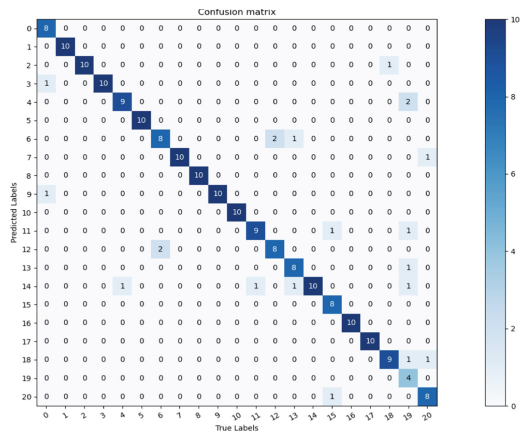 Confusion matrix
0 8 0 0 0 0 0 0 0 0 0 0 0 0 0 0 0 0 0 0 0 0
1 0 10 0 0 0 0 0 0 0 0 0 0 0 0 0 0 0 0 0 0 0
2 0 0 10 0 0 0 0 0 0 0 0 0 0 0 0 0 0 0 1 0 0
3 1 0 0 10 0 0 0 0 0 0 0 0 0 0 0 0 0 0 0 0 0
4 0 0 0 0 9 0 0 0 0 0 0 0 0 0 0 0 0 0 0 2 0
5 0 0 0 0 0 10 0 0 0 0 0 0 0 0 0 0 0 0 0 0 0
6 0 0 0 0 0 0 8 0 0 0 0 0 2 1 0 0 0 0 0 0 0
7 0 0 0 0 0 0 0 10 0 0 0 0 0 0 0 0 0 0 0 0 1
8 0 0 0 0 0 0 0 0 10 0 0 0 0 0 0 0 0 0 0 0 0
9 1 0 0 0 0 0 0 0 0 10 0 0 0 0 0 0 0 0 0 0 0
10 0 0 0 0 0 0 0 0 0 0 10 0 0 0 0 0 0 0 0 0 0
11 0 0 0 0 0 0 0 0 0 0 0 9 0 0 0 1 0 0 0 1 0
12 0 0 0 0 0 0 2 0 0 0 0 0 8 0 0 0 0 0 0 0 0
13 0 0 0 0 0 0 0 0 0 0 0 0 0 8 0 0 0 0 0 1 0
14 0 0 0 0 1 0 0 0 0 0 0 1 0 1 10 0 0 0 0 1 0
15 0 0 0 0 0 0 0 0 0 0 0 0 0 0 0 8 0 0 0 0 0
16 0 0 0 0 0 0 0 0 0 0 0 0 0 0 0 0 10 0 0 0 0
17 0 0 0 0 0 0 0 0 0 0 0 0 0 0 0 0 0 10 0 0 0
18 0 0 0 0 0 0 0 0 0 0 0 0 0 0 0 0 0 0 9 1 1
19 0 0 0 0 0 0 0 0 0 0 0 0 0 0 0 0 0 0 0 4 0
20 0 0 0 0 0 0 0 0 0 0 0 0 0 0 0 1 0 0 0 0 8
0 1 2 3 4 5 6 7 8 9 10 11 12 13 14 15 16 17 18 19 20
True Labels
Predicted Labels
10
8
6
4
2
0